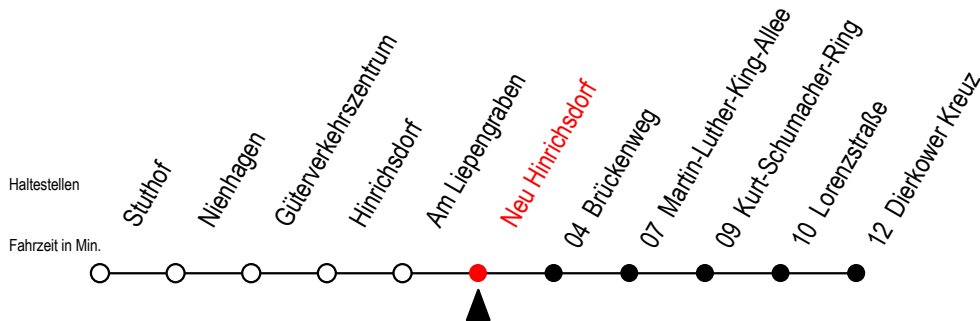 Haltestellen
Fahrzeit in Min.
Stuthof
Nienhagen
Güterverkehrszentrum
Hinrichsdorf
Am Liepengraben
Neu Hinrichsdorf
04 Brückenweg
07 Martin-Luther-King-Allee
09 Kurt-Schumacher-Ring
10 Lorenzstraße
12 Dierkower Kreuz